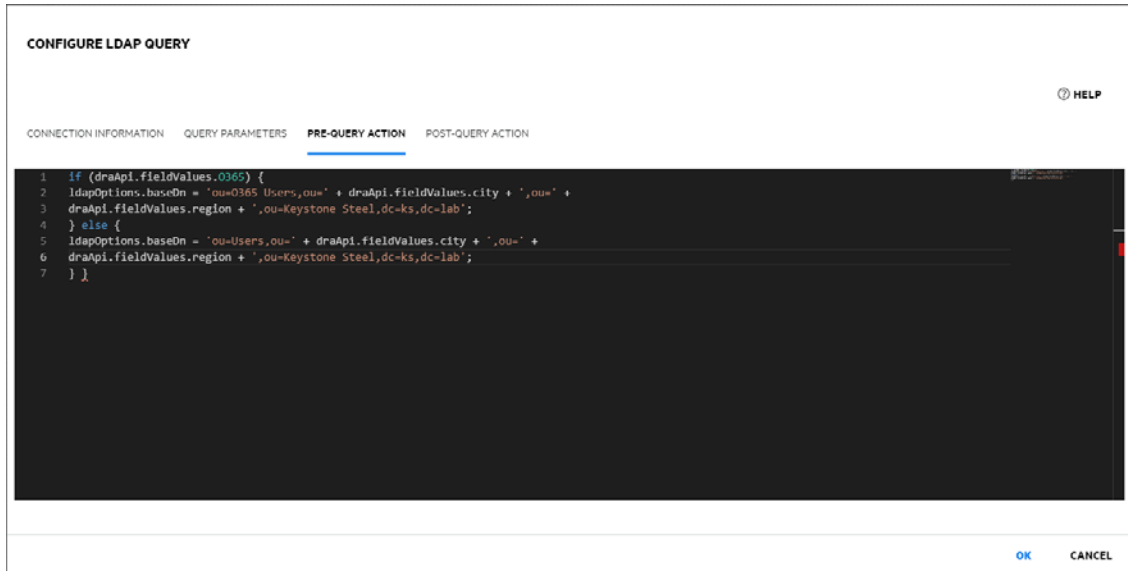 CONFIGURE LDAP QUERY
HELP
CONNECTION INFORMATION QUERY PARAMETERS PRE-QUERY ACTION POST-QUERY ACTION
1 if (draApi.fieldValues.O365) {
2 ldapOptions.baseDn = 'ou=O365 Users,ou=' + draApi.fieldValues.city + ',ou=' +
3 draApi.fieldValues.region + ',ou=Keystone Steel,dc=ks,dc=lab';
4 } else {
5 ldapOptions.baseDn = 'ou=Users,ou=' + draApi.fieldValues.city + ',ou=' +
6 draApi.fieldValues.region + ',ou=Keystone Steel,dc=ks,dc=lab';
7 } }
OK CANCEL